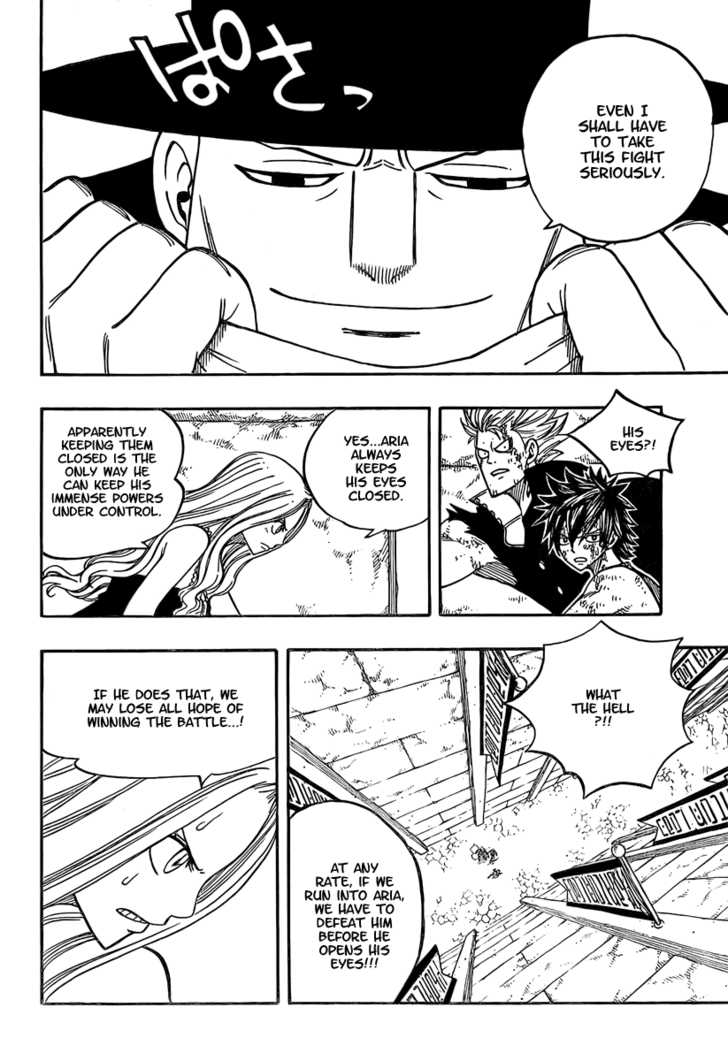 ぱさっ
EVEN I
SHALL HAVE
TO TAKE
THIS FIGHT
SERIOUSLY.
HIS
EYES?!
YES...ARIA
ALWAYS
KEEPS
HIS EYES
CLOSED.
APPARENTLY
KEEPING THEM
CLOSED IS
THE ONLY WAY HE
CAN KEEP HIS
IMMENSE POWERS
UNDER CONTROL.
WHAT
THE HELL
?!!
AT ANY
RATE, IF WE
RUN INTO ARIA,
WE HAVE TO
DEFEAT HIM
BEFORE HE
OPENS HIS
EYES!!!
IF HE DOES THAT, WE
MAY LOSE ALL HOPE OF
WINNING THE BATTLE...!